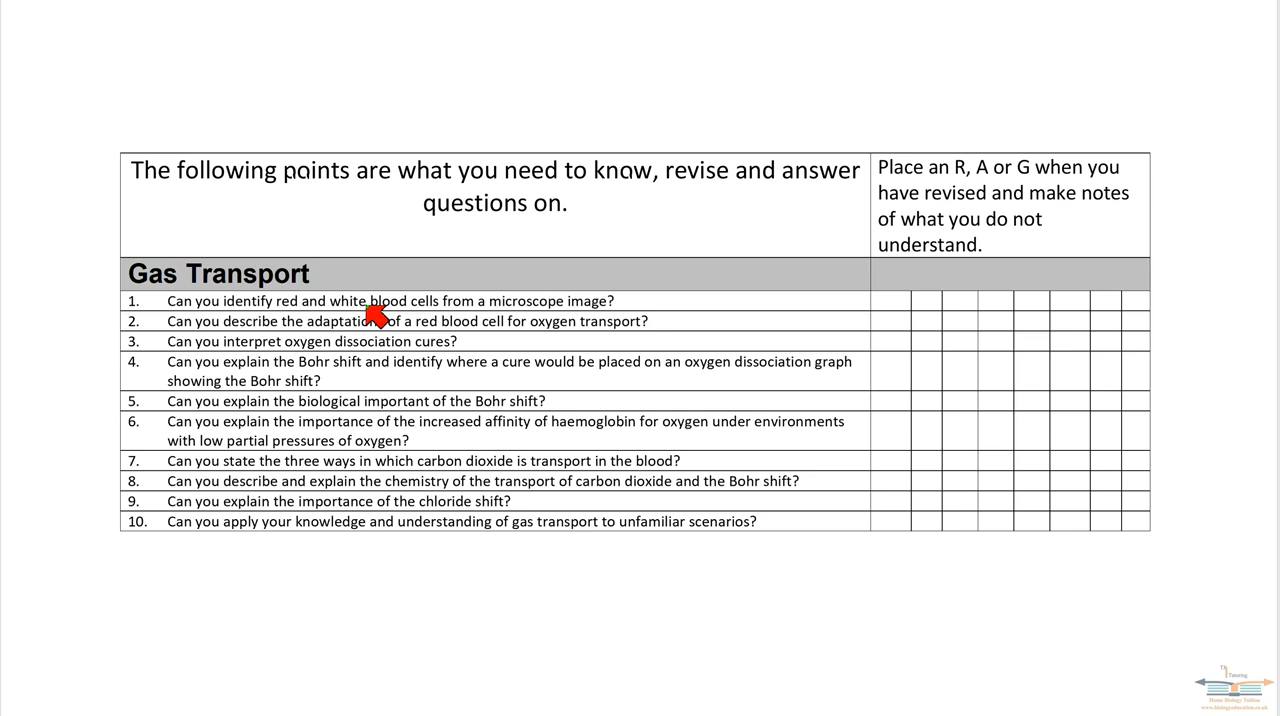 The following points are what you need to know, revise and answer
questions on.
Place an R, A or G when you
have revised and make notes
of what you do not
understand.
Gas Transport
1. Can you identify red and white blood cells from a microscope image?
2. Can you describe the adaptation of a red blood cell for oxygen transport?
3. Can you interpret oxygen dissociation cures?
4. Can you explain the Bohr shift and identify where a cure would be placed on an oxygen dissociation graph
showing the Bohr shift?
5. Can you explain the biological important of the Bohr shift?
6. Can you explain the importance of the increased affinity of haemoglobin for oxygen under environments
with low partial pressures of oxygen?
7. Can you state the three ways in which carbon dioxide is transport in the blood?
8. Can you describe and explain the chemistry of the transport of carbon dioxide and the Bohr shift?
9. Can you explain the importance of the chloride shift?
10. Can you apply your knowledge and understanding of gas transport to unfamiliar scenarios?
Tutoring
Home Biology Tuition
www.biologyeducation.co.uk